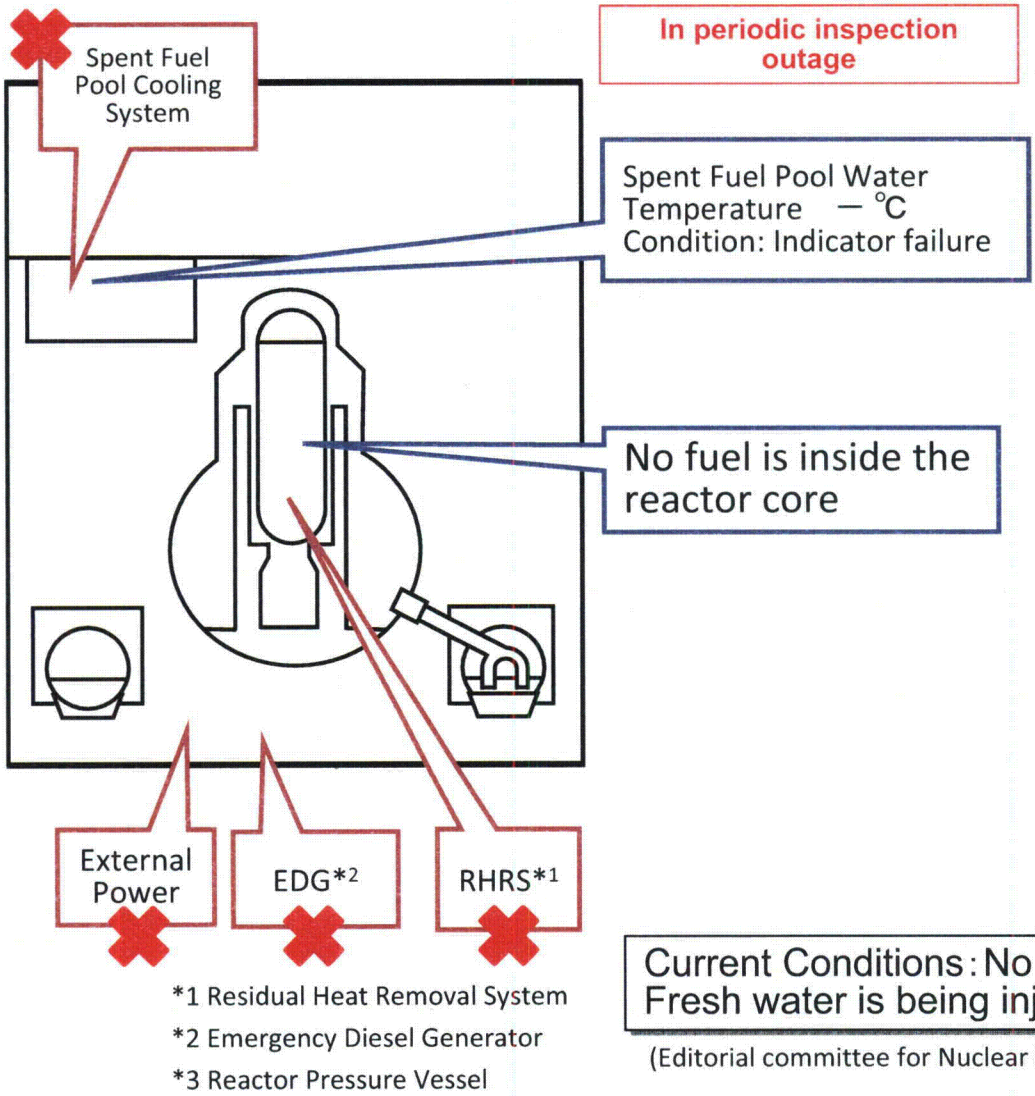 Spent Fuel
Pool Cooling
System
In periodic inspection
outage
Spent Fuel Pool Water
Temperature — ℃
Condition: Indicator failure
No fuel is inside the
reactor core
External
Power
EDG*2
RHRS*1
*1 Residual Heat Removal System
*2 Emergency Diesel Generator
*3 Reactor Pressure Vessel
Current Conditions: No
Fresh water is being
(Editorial committee for Nuclear